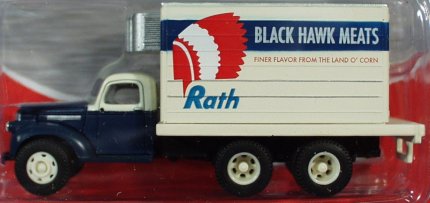 BLACK HAWK MEATS
FINER FLAVOR FROM THE LAND O' CORN
Rath